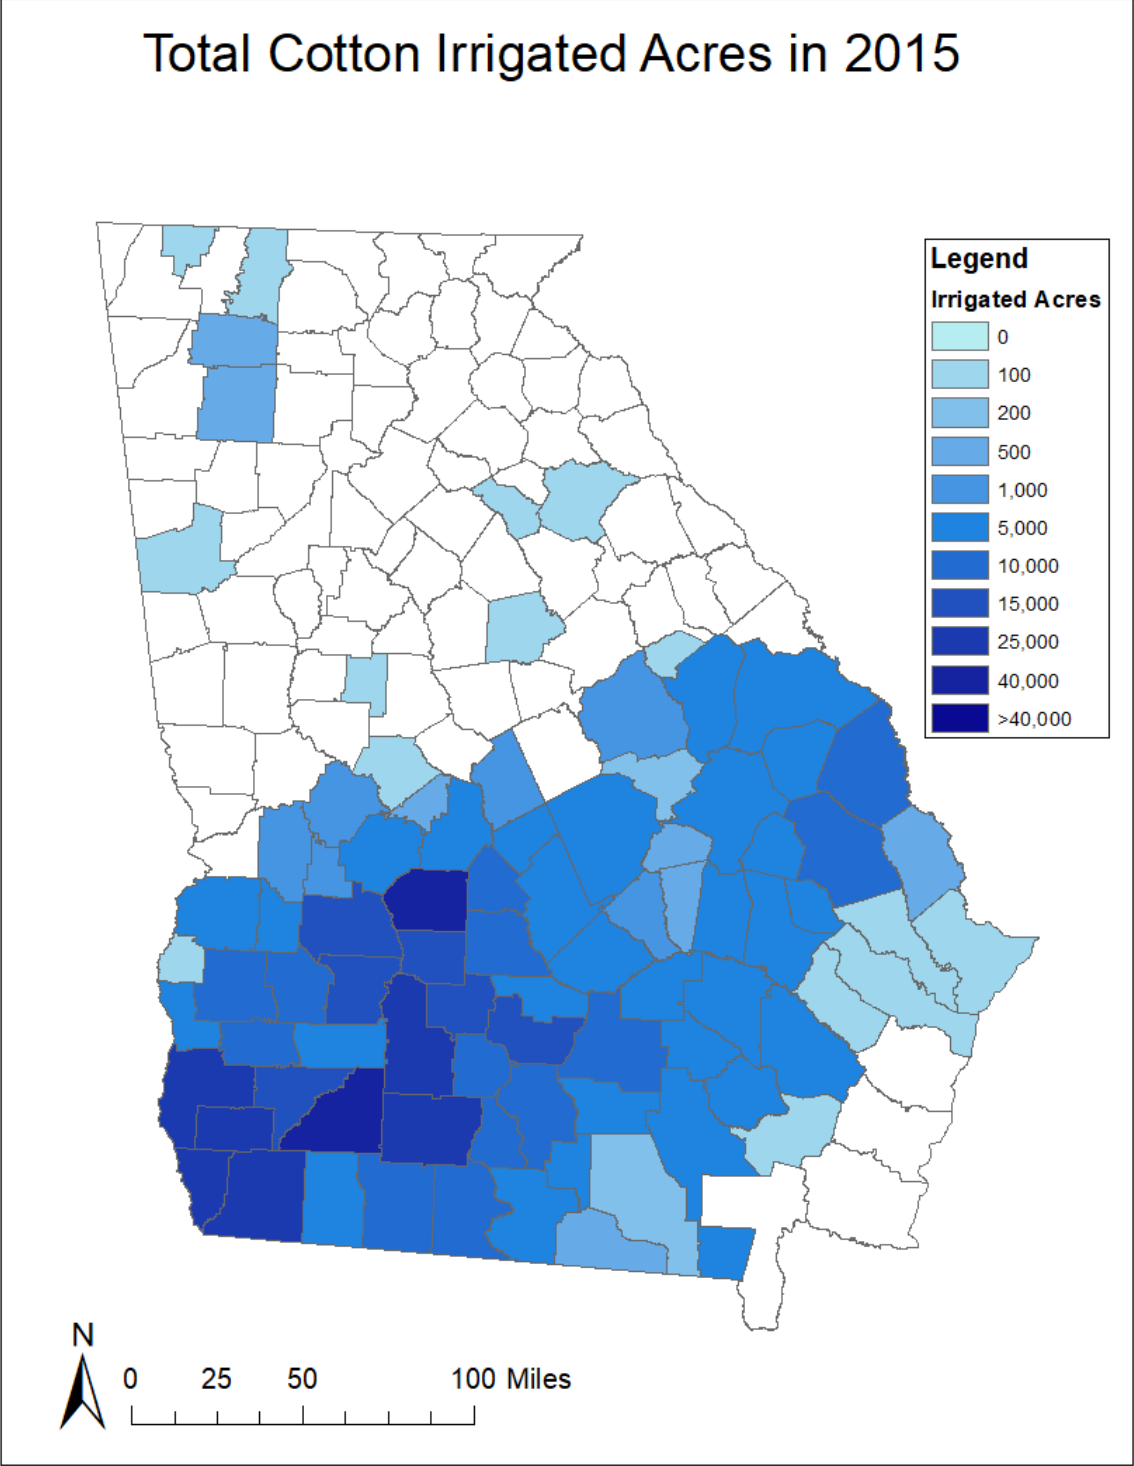 Total Cotton Irrigated Acres in 2015
Legend
Irrigated Acres
0
100
200
500
1,000
5,000
10,000
15,000
25,000
40,000
>40,000
N
0 25 50 100 Miles